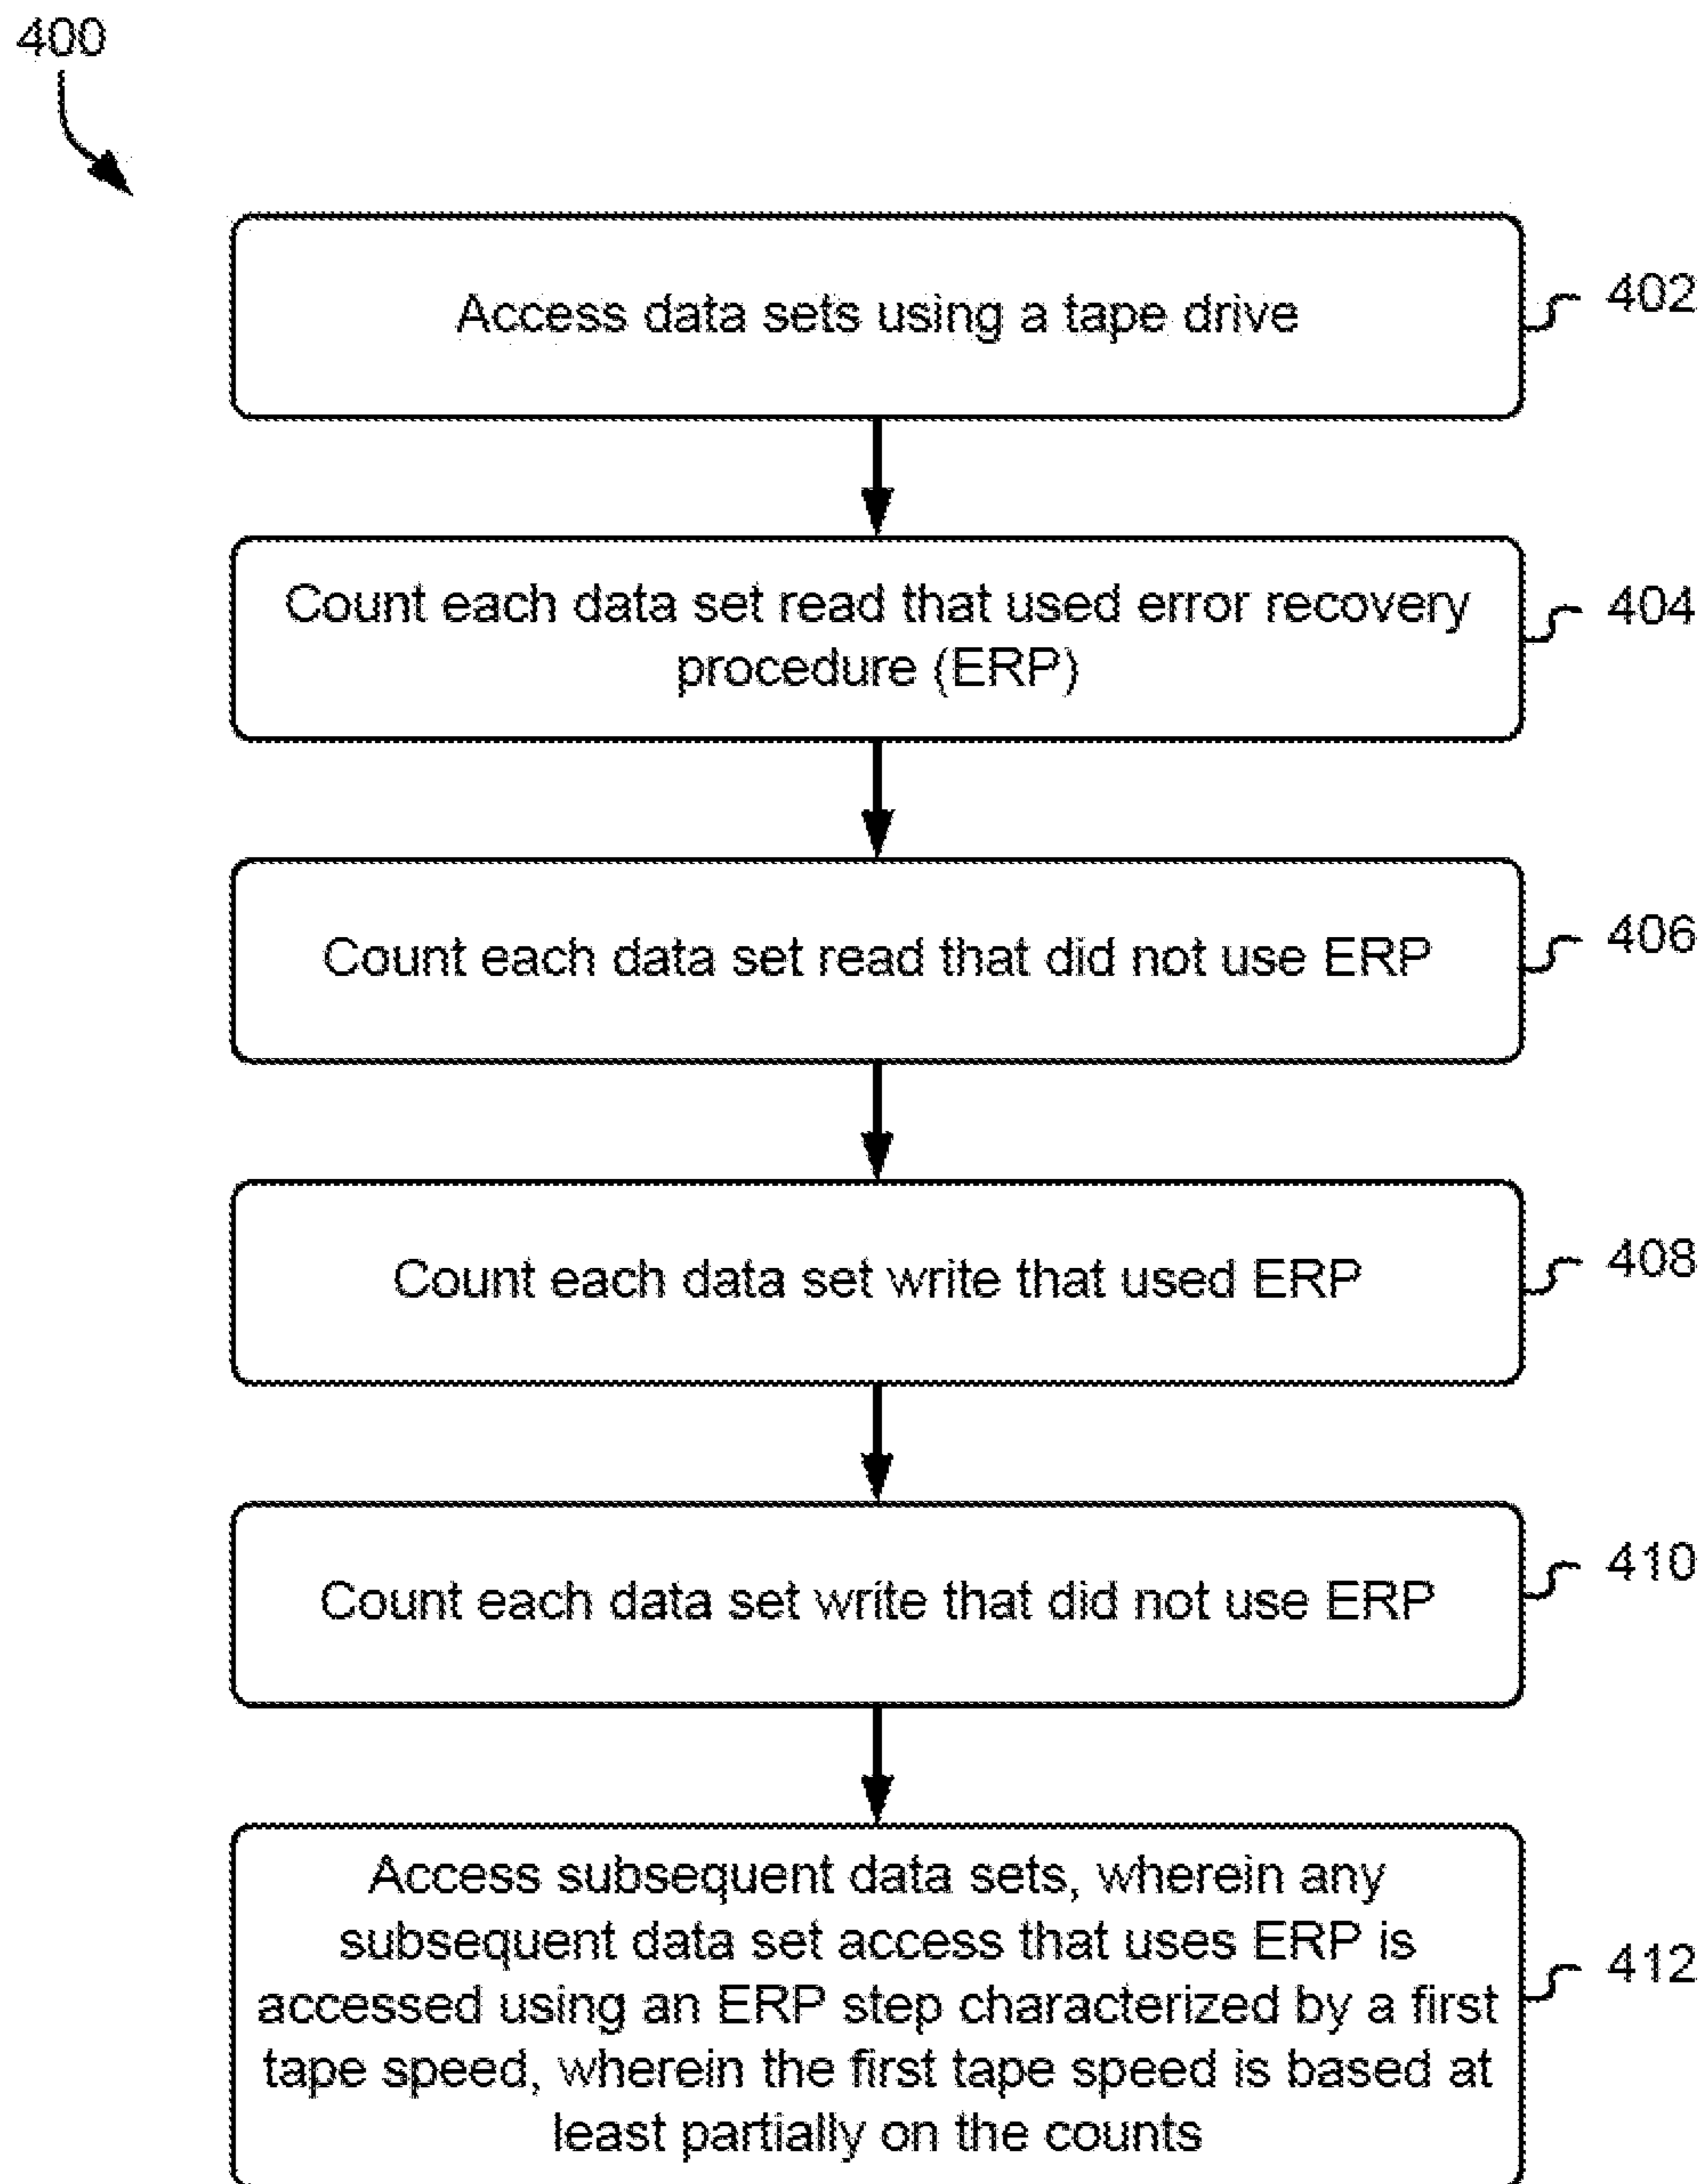 400
Access data sets using a tape drive
402
Count each data set read that used error recovery
procedure (ERP)
404
Count each data set read that did not use ERP
406
Count each data set write that used ERP
408
Count each data set write that did not use ERP
410
Access subsequent data sets, wherein any
subsequent data set access that uses ERP is
accessed using an ERP step characterized by a first
tape speed, wherein the first tape speed is based at
least partially on the counts
412